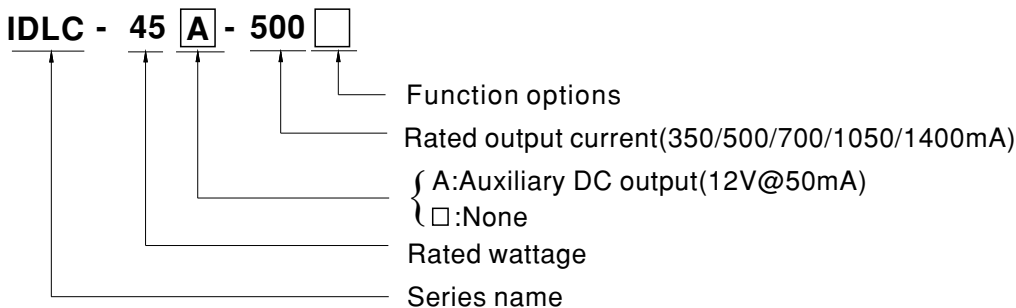 IDLC - 45 A - 500 □
Function options
Rated output current(350/500/700/1050/1400mA)
A:Auxiliary DC output(12V@50mA)
□:None
Rated wattage
Series name